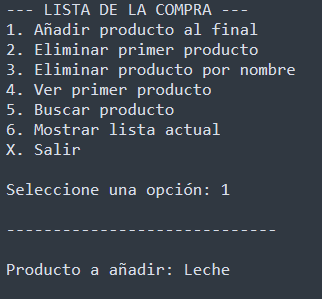 --- LISTA DE LA COMPRA ---
1. Añadir producto al final
2. Eliminar primer producto
3. Eliminar producto por nombre
4. Ver primer producto
5. Buscar producto
6. Mostrar lista actual
X. Salir
Seleccione una opción: 1
-----------------------------
Producto a añadir: Leche